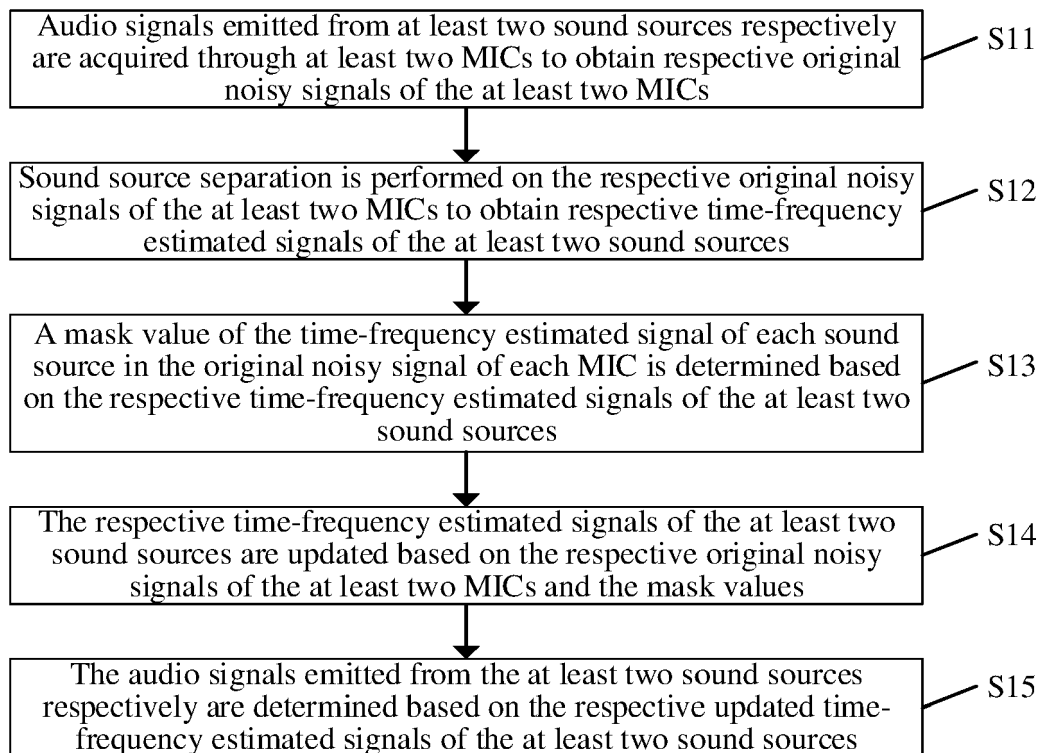 Audio signals emitted from at least two sound sources respectively
are acquired through at least two MICs to obtain respective original
noisy signals of the at least two MICs
S11
Sound source separation is performed on the respective original noisy
signals of the at least two MICs to obtain respective time-frequency
estimated signals of the at least two sound sources
S12
A mask value of the time-frequency estimated signal of each sound
source in the original noisy signal of each MIC is determined based
on the respective time-frequency estimated signals of the at least two
sound sources
S13
The respective time-frequency estimated signals of the at least two
sound sources are updated based on the respective original noisy
signals of the at least two MICs and the mask values
S14
The audio signals emitted from the at least two sound sources
respectively are determined based on the respective updated time-
frequency estimated signals of the at least two sound sources
S15